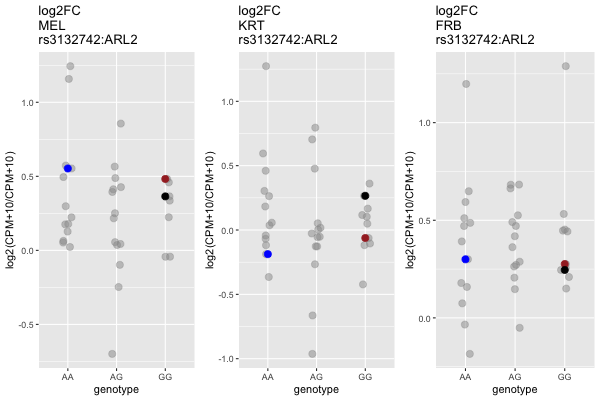 log2FC
MEL
rs3132742:ARL2
log2(CPM+10/CPM+10)
1.0
0.5
0.0
-0.5
AA
AG
GG
genotype
log2FC
KRT
rs3132742:ARL2
log2(CPM+10/CPM+10)
1.0
0.5
0.0
-0.5
-1.0
AA
AG
GG
genotype
log2FC
FRB
rs3132742:ARL2
log2(CPM+10/CPM+10)
1.0
0.5
0.0
AA
AG
GG
genotype